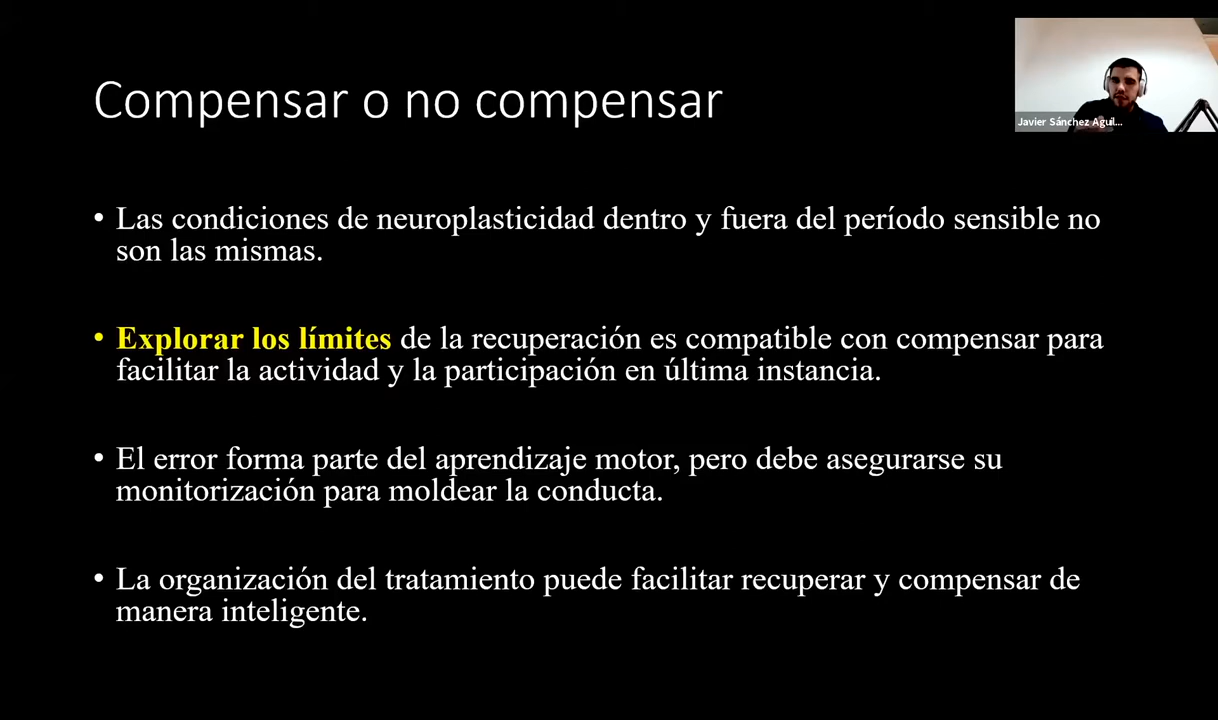 Compensar o no compensar
Javier Sánchez Aguil...
• Las condiciones de neuroplasticidad dentro y fuera del período sensible no
son las mismas.
• Explorar los límites de la recuperación es compatible con compensar para
facilitar la actividad y la participación en última instancia.
• El error forma parte del aprendizaje motor, pero debe asegurarse su
monitorización para moldear la conducta.
• La organización del tratamiento puede facilitar recuperar y compensar de
manera inteligente.